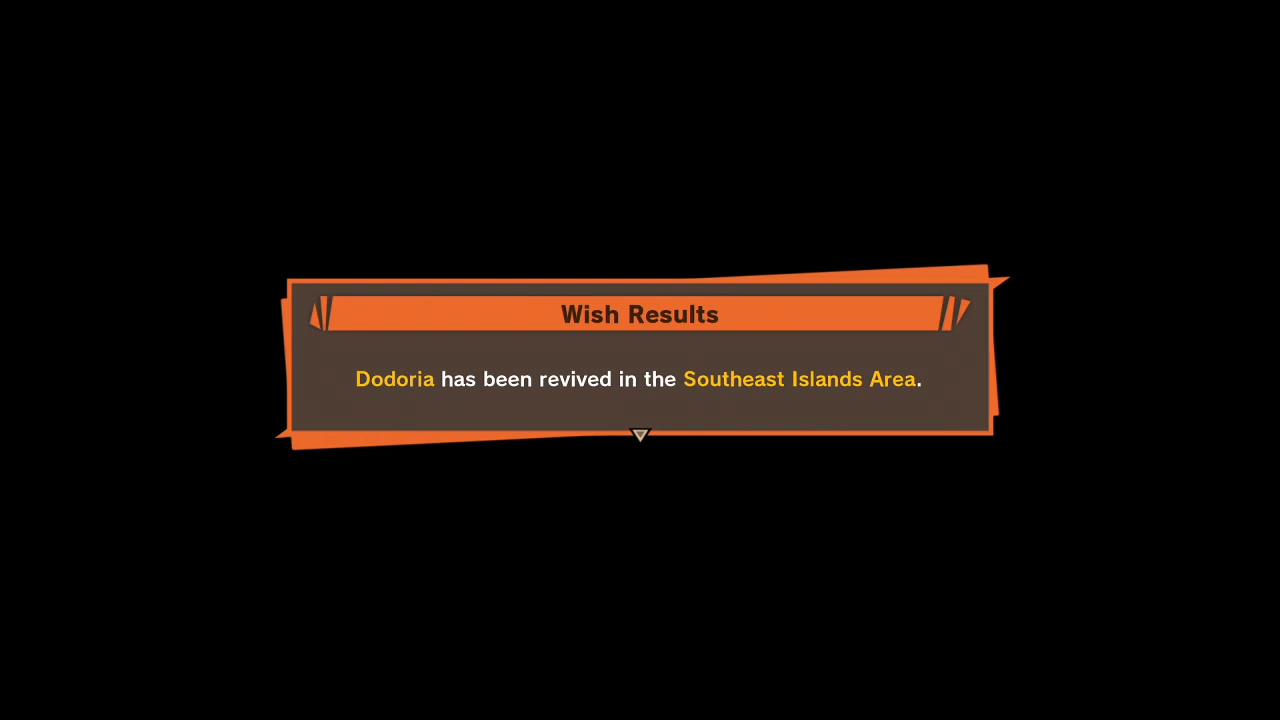 Wish Results
Dodoria has been revived in the Southeast Islands Area.